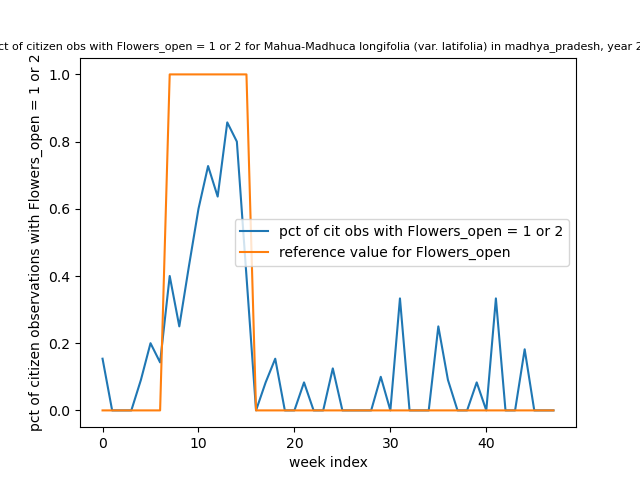 ct of citizen obs with Flowers_open = 1 or 2 for Mahua-Madhuca longifolia (var. latifolia) in madhya_pradesh, year 2
pct of citizen observations with Flowers_open = 1 or 2
1.0
0.8
0.6
0.4
0.2
0.0
pct of cit obs with Flowers_open = 1 or 2
reference value for Flowers_open
0 10 20 30 40
week index